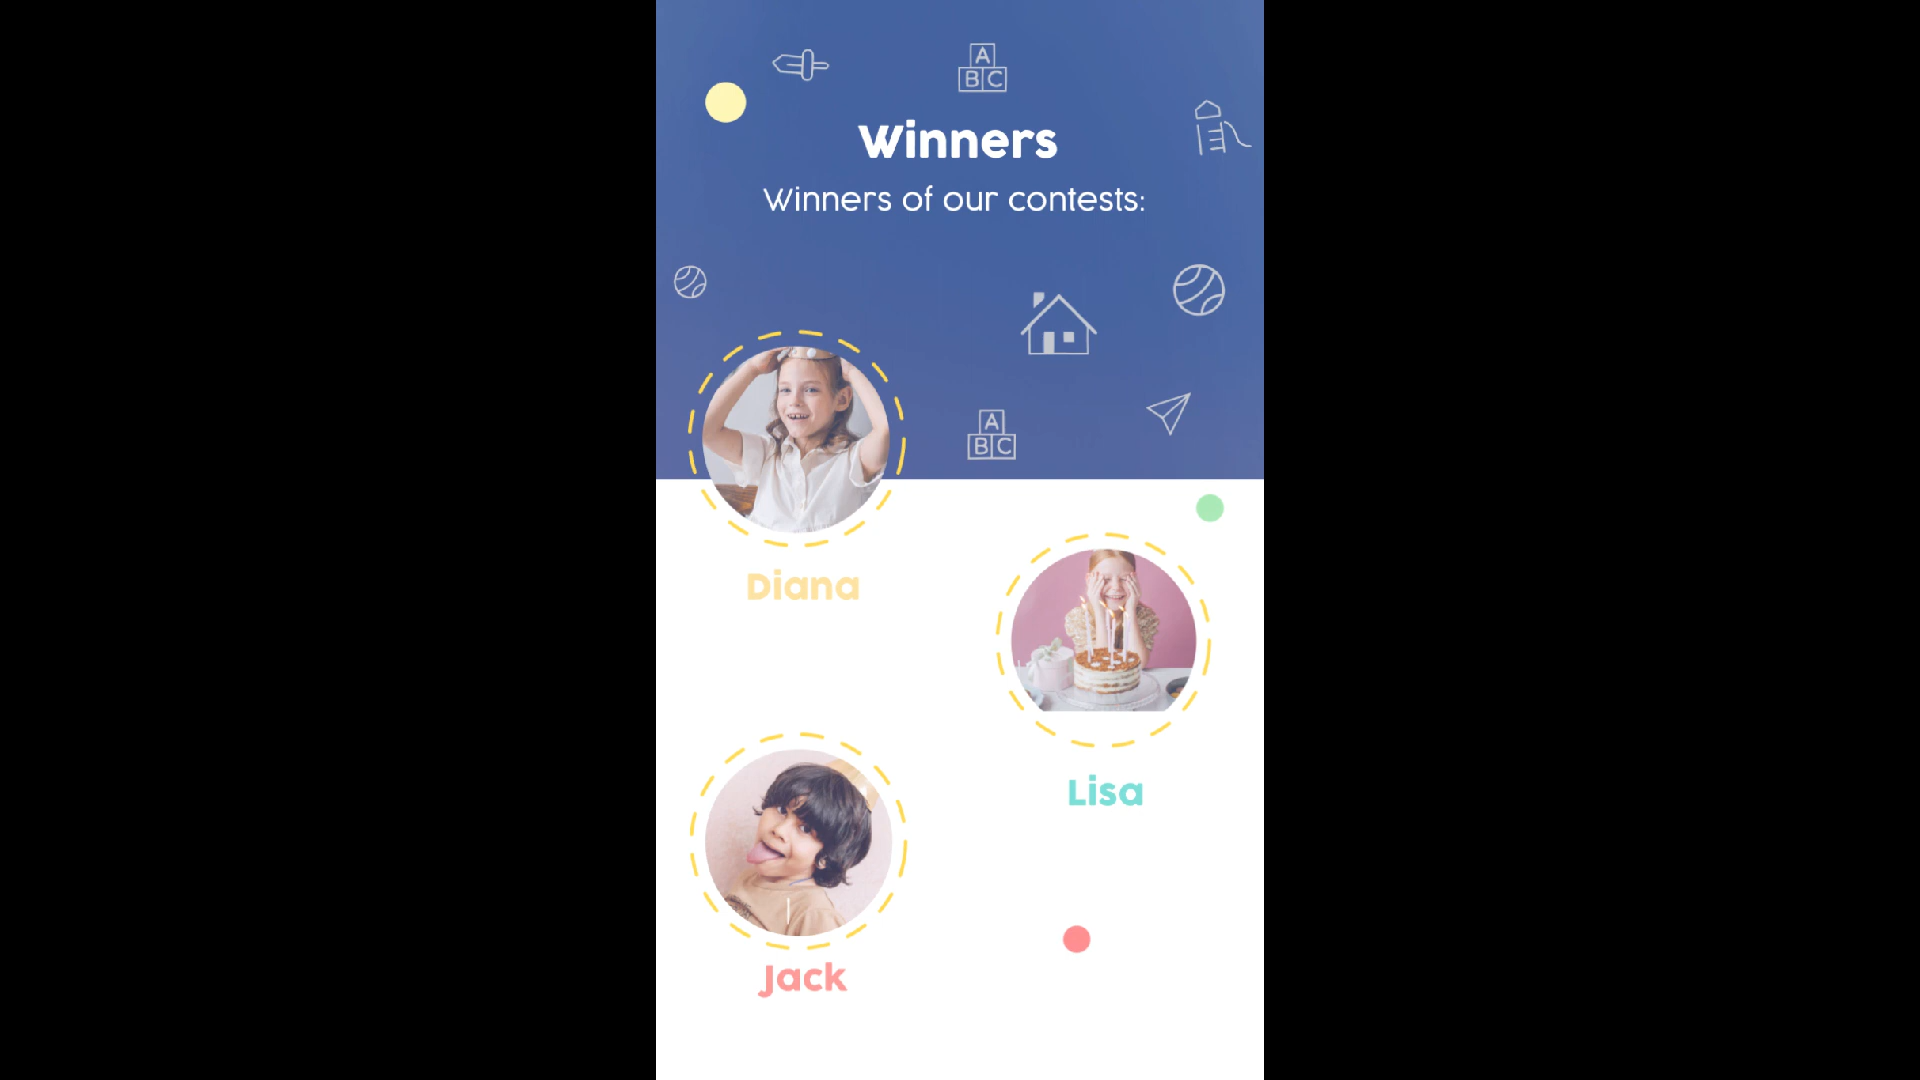 A
B C
Winners
Winners of our contests:
A
B C
Diana
Lisa
Jack